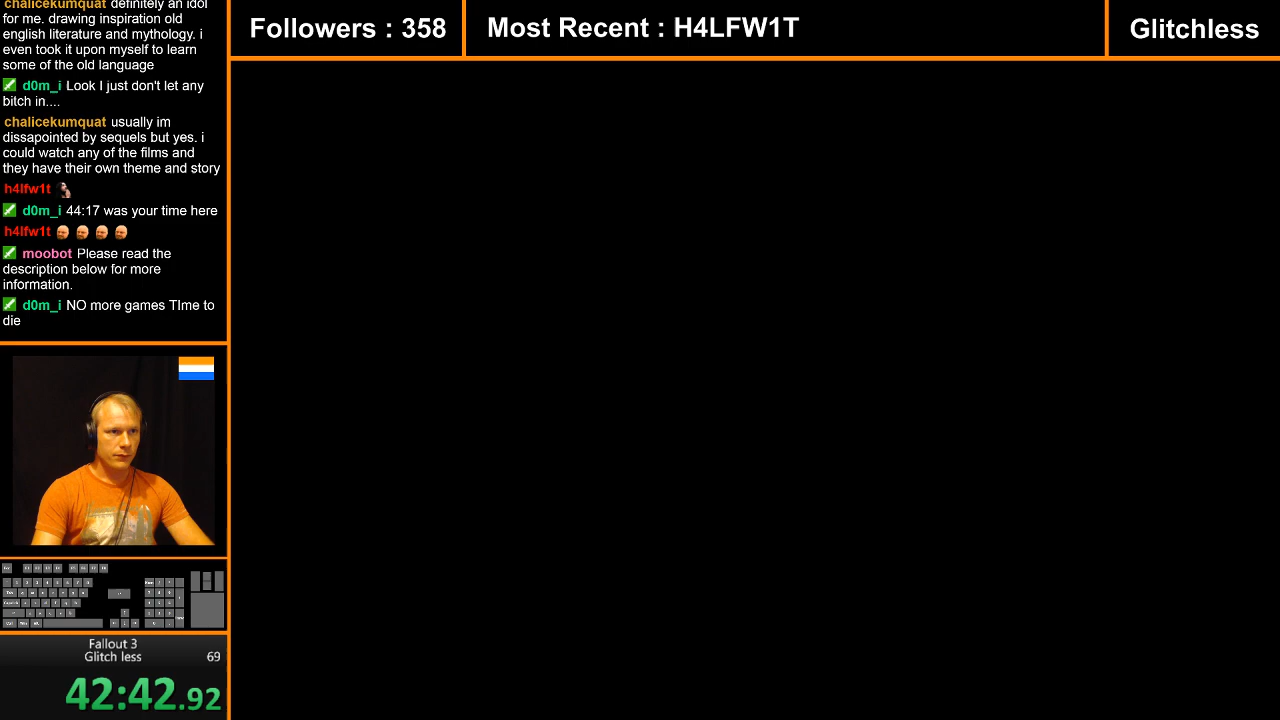 chalicekumquat definitely an idol
for me. drawing inspiration old
english literature and mythology. i
even took it upon myself to learn
some of the old language
d0m_i Look I just don't let any
bitch in....
chalicekumquat usually im
dissapointed by sequels but yes. i
could watch any of the films and
they have their own theme and story
h4lfw1t
d0m_i 44:17 was your time here
h4lfw1t
moobot Please read the
description below for more
information.
d0m_i NO more games TIme to
die
Followers : 358
Most Recent : H4LFW1T
Glitchless
Fallout 3
Glitch less 69
42:42.92